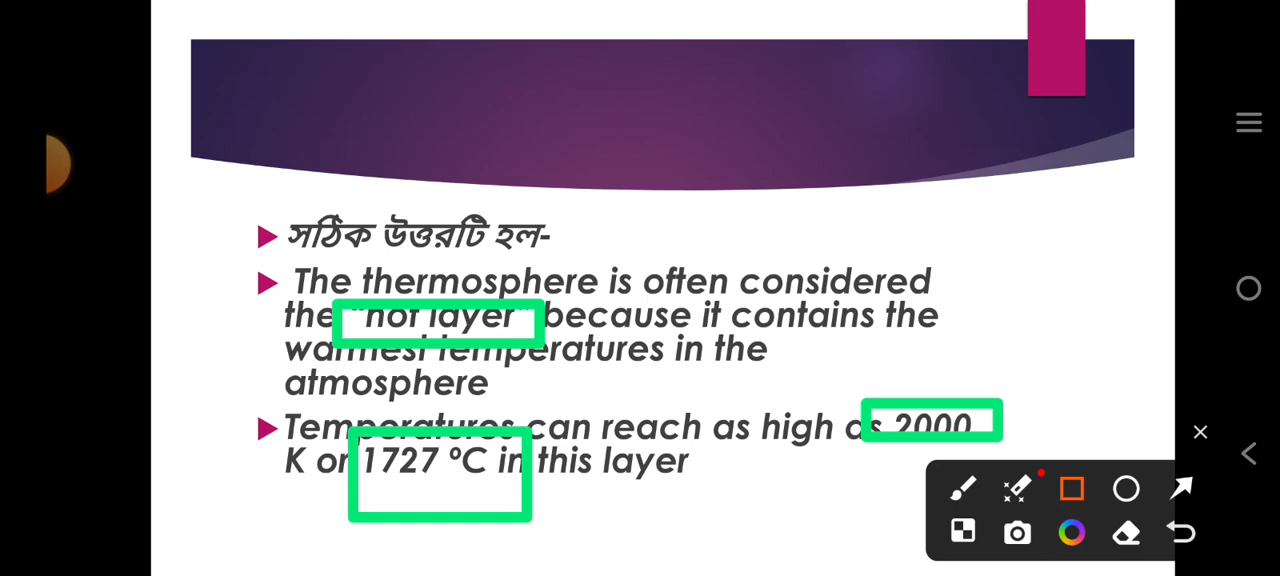 সঠিক উত্তরটি হল-
The thermosphere is often considered
the "hot layer" because it contains the
warmest temperatures in the
atmosphere
Temperatures can reach as high as 2000
K or 1727 ºC in this layer